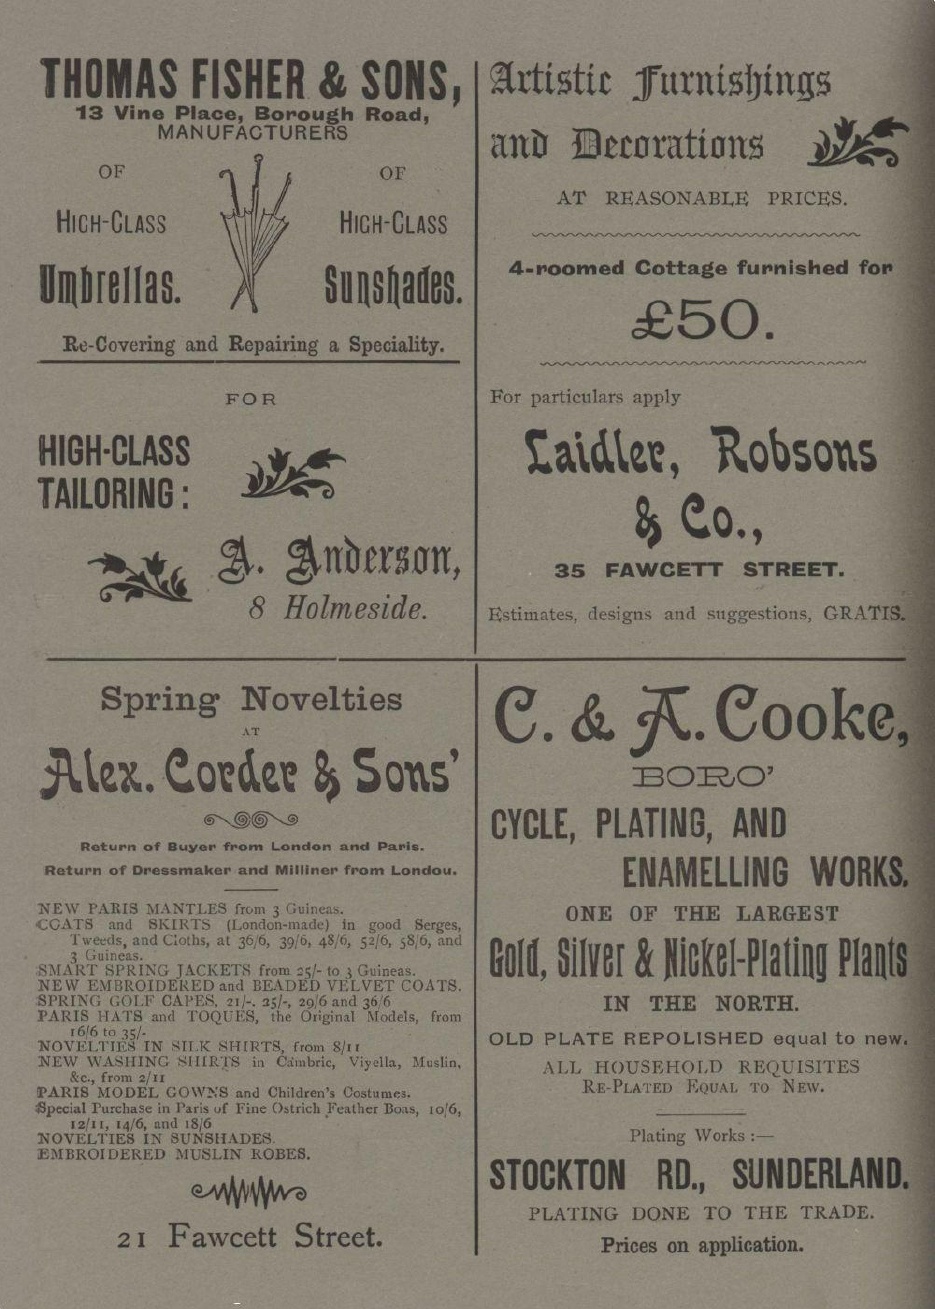 THOMAS FISHER & SONS,
13 Vine Place, Borough Road,
MANUFACTURERS
OF OF
HIGH-CLASS HIGH-CLASS
Umbrellas. Sunshades.
Re-Covering and Repairing a Speciality.
FOR
HIGH-CLASS
TAILORING:
A. Anderson,
8 Holmeside.
Artistic Furnishings
and Decorations
AT REASONABLE PRICES.
4-roomed Cottage furnished for
£50.
For particulars apply
Laidler, Robsons
& Co.,
35 FAWCETT STREET.
Estimates, designs and suggestions, GRATIS.
Spring Novelties
AT
Alex. Corder & Sons'
Return of Buyer from London and Paris.
Return of Dressmaker and Milliner from Londou.
NEW PARIS MANTLES from 3 Guineas.
COATS and SKIRTS (London-made) in good Serges,
Tweeds, and Cloths, at 36/6, 39/6, 48/6, 52/6, 58/6, and
3 Guineas.
SMART SPRING JACKETS from 25/- to 3 Guineas.
NEW EMBROIDERED and BEADED VELVET COATS.
SPRING GOLF CAPES, 21/-. 25/-, 29/6 and 36/6
PARIS HATS and TOQUES, the Original Models, from
16/6 to 35/-
NOVELTIES IN SILK SHIRTS, from 8/11
NEW WASHING SHIRTS in Cambric, Viyella, Muslin,
&c., from 2/11
PARIS MODEL GOWNS and Children's Costumes.
Special Purchase in Paris of Fine Ostrich Feather Boas, 10/6,
12/11, 14/6, and 18/6
NOVELTIES IN SUNSHADES.
EMBROIDERED MUSLIN ROBES.
21 Fawcett Street.
C. & A. Cooke,
BORO'
CYCLE, PLATING, AND
ENAMELLING WORKS.
ONE OF THE LARGEST
Gold, Silver & Nickel-Plating Plants
IN THE NORTH.
OLD PLATE REPOLISHED equal to new.
ALL HOUSEHOLD REQUISITES
RE-PLATED EQUAL TO NEW.
Plating Works:—
STOCKTON RD., SUNDERLAND.
PLATING DONE TO THE TRADE.
Prices on application.